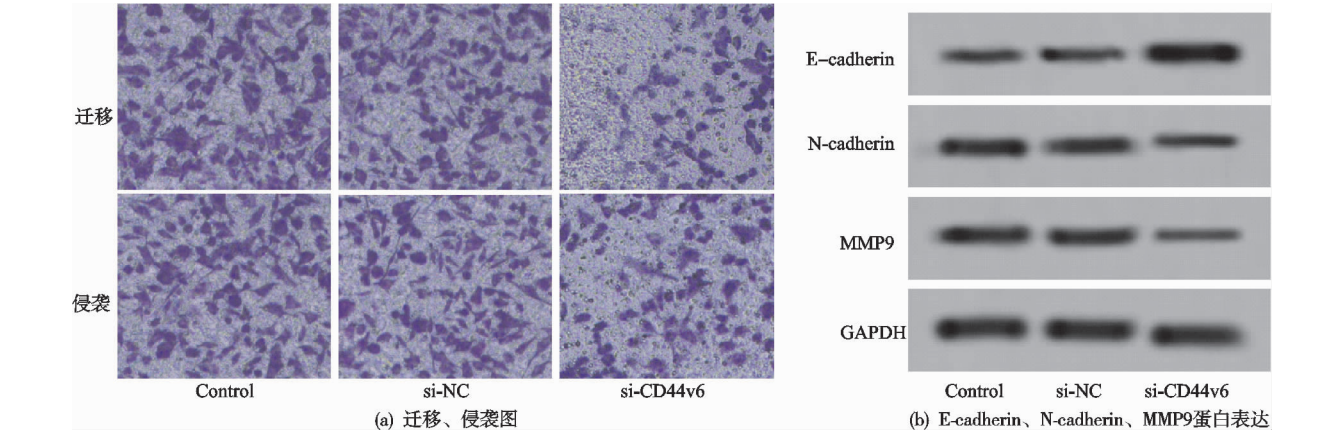 迁移
侵袭
Control si-NC si-CD44v6
(a) 迁移、侵袭图
E-cadherin
N-cadherin
MMP9
GAPDH
Control si-NC si-CD44v6
(b) E-cadherin、N-cadherin、MMP9蛋白表达